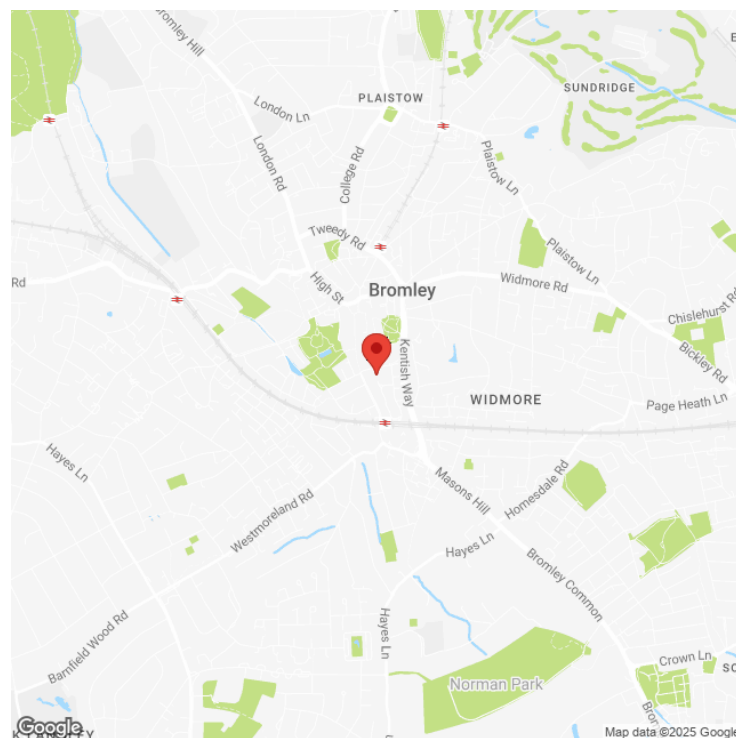 Bromley Hill
PLAISTOW
SUNDRIDGE
London Ln
London Rd
College Rd
Plaistow Ln
Tweedy Rd
Plaistow Ln
Rd
High St
Bromley
Widmore Rd
Chislehurst Rd
Kentish Way
Bickley Rd
WIDMORE
Page Heath Ln
Hayes Ln
Masons Hill
Homesdale Rd
Westmoreland Rd
Hayes Ln
Bromley Common
Hayes Ln
Barnfield Wood Rd
Crown Ln
Norman Park
Google
Map data ©2025 Google